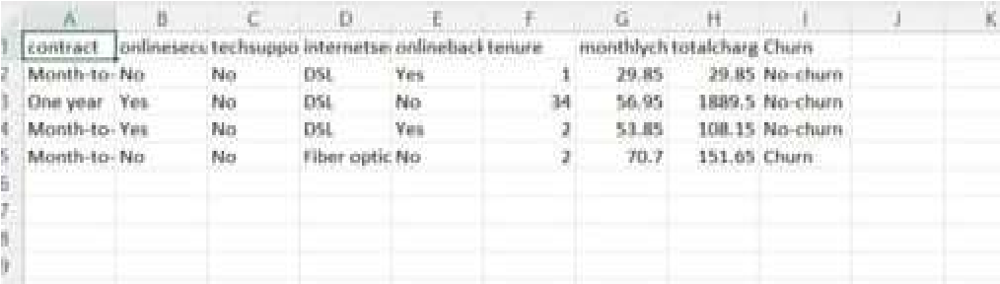 A B C D E F G H I J K
1 contract onlinesecu techsuppo internetser onlineback tenure monthlych totalcharg Churn
2 Month-to- No No DSL Yes 1 29.85 29.85 No-churn
3 One year Yes No DSL No 34 56.95 1889.5 No-churn
4 Month-to- Yes No DSL Yes 2 53.85 108.15 No-churn
5 Month-to- No No Fiber optic No 2 70.7 151.65 Churn
6
7
8
9